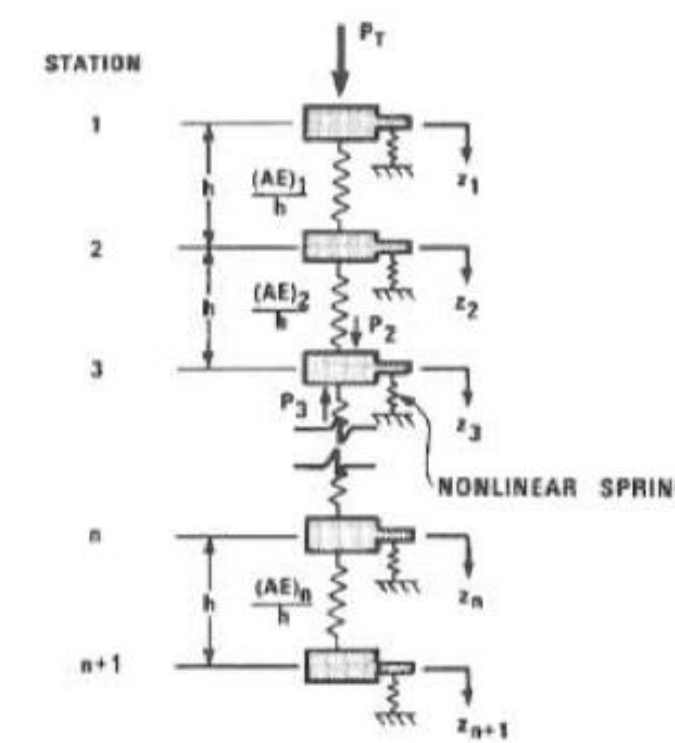 P_T
STATION
1
h
(AE)_1
h
z_1
2
h
(AE)_2
h
P_2
z_2
3
P_3
z_3
NONLINEAR SPRIN
n
h
(AE)_n
h
z_n
n+1
z_n+1